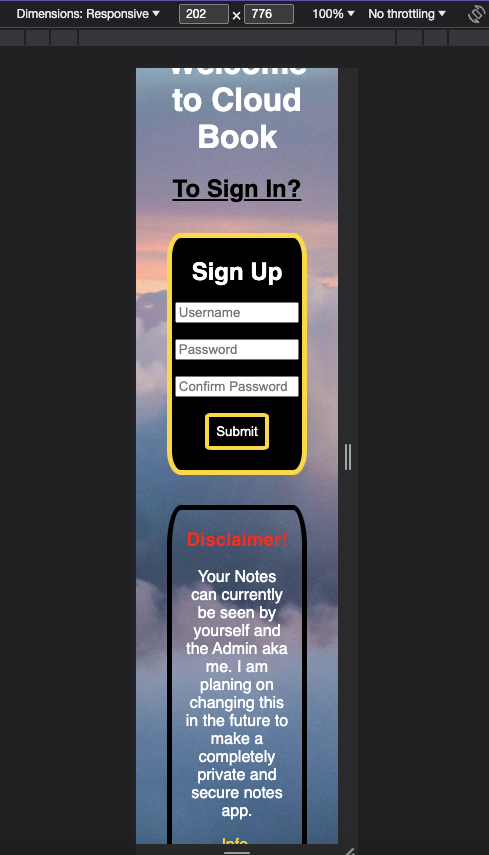 Dimensions: Responsive ▼ 202 x 776 100% ▼ No throttling ▼
Welcome
to Cloud
Book
To Sign In?
Sign Up
Username
Password
Confirm Password
Submit
Disclaimer!
Your Notes
can currently
be seen by
yourself and
the Admin aka
me. I am
planing on
changing this
in the future to
make a
completely
private and
secure notes
app.
Info